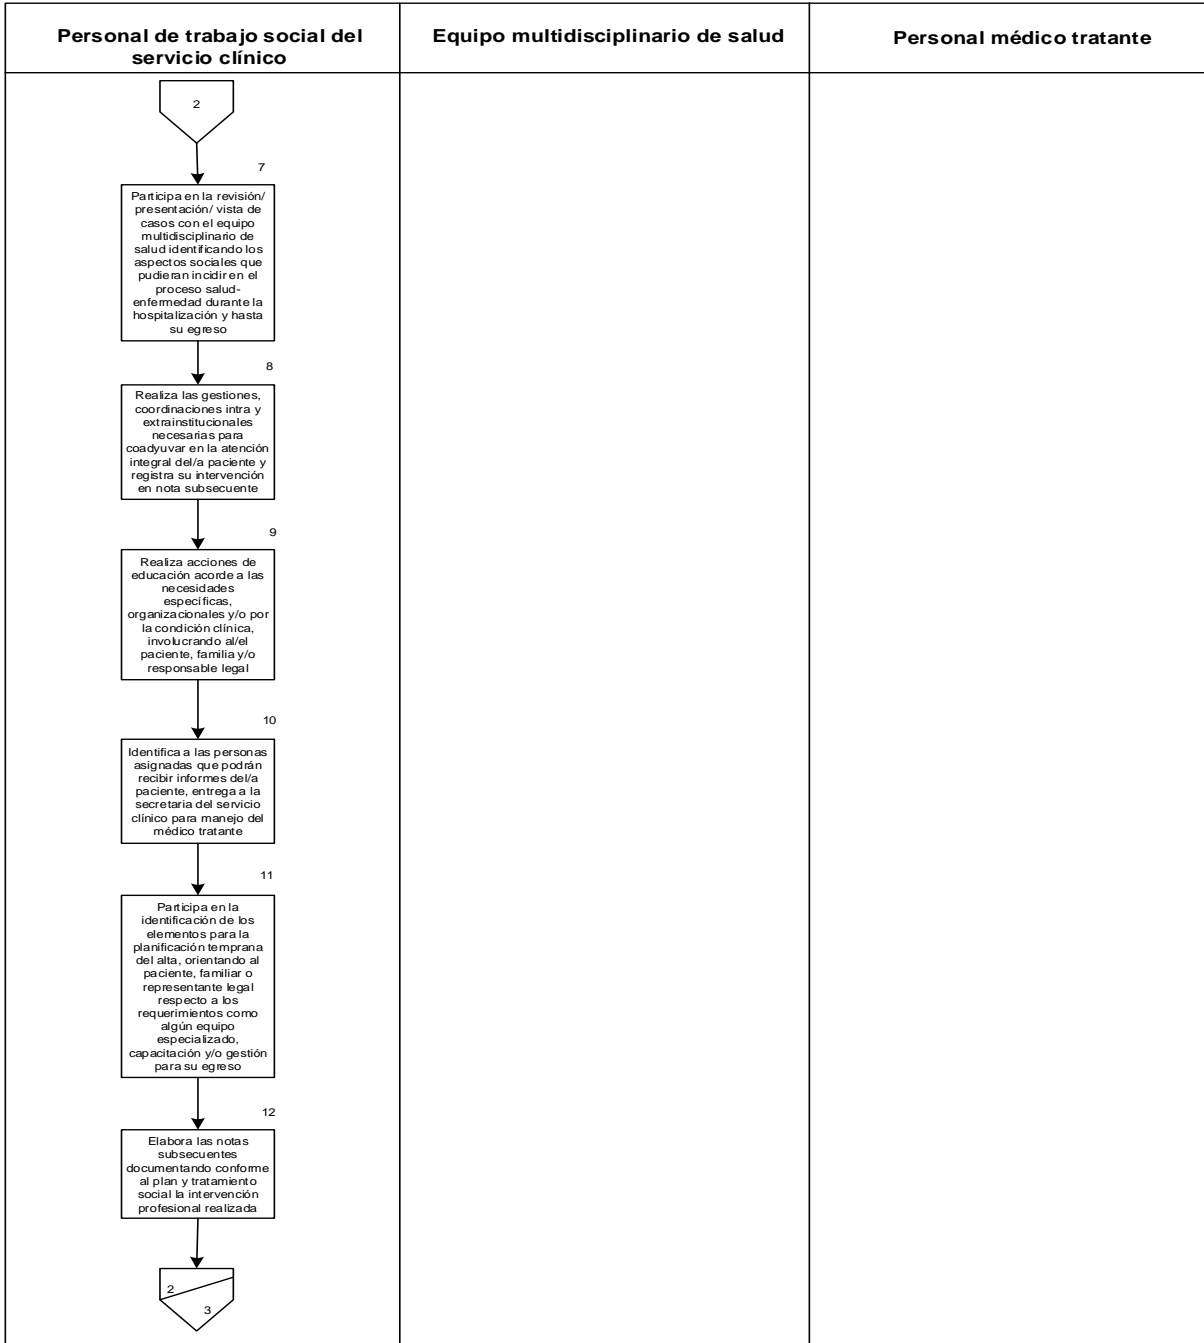 Personal de trabajo social del
servicio clínico
Equipo multidisciplinario de salud
Personal médico tratante
2
7
Participa en la revisión/
presentación/ vista de
casos con el equipo
multidisciplinario de
salud identificando los
aspectos sociales que
pudieran incidir en el
proceso salud-
enfermedad durante la
hospitalización y hasta
su egreso
8
Realiza las gestiones,
coordinaciones intra y
extrainstitucionales
necesarias para
coadyuvar en la atención
integral del/a paciente y
registra su intervención
en nota subsecuente
9
Realiza acciones de
educación acorde a las
necesidades
específicas,
organizacionales y/o por
la condición clínica,
involucrando al/el
paciente, familia y/o
responsable legal
10
Identifica a las personas
asignadas que podrán
recibir informes del/a
paciente, entrega a la
secretaria del servicio
clínico para manejo del
médico tratante
11
Participa en la
identificación de los
elementos para la
planificación temprana
del alta, orientando al
paciente, familiar o
representante legal
respecto a los
requerimientos como
algún equipo
especializado,
capacitación y/o gestión
para su egreso
12
Elabora las notas
subsecuentes
documentando conforme
al plan y tratamiento
social la intervención
profesional realizada
2
3